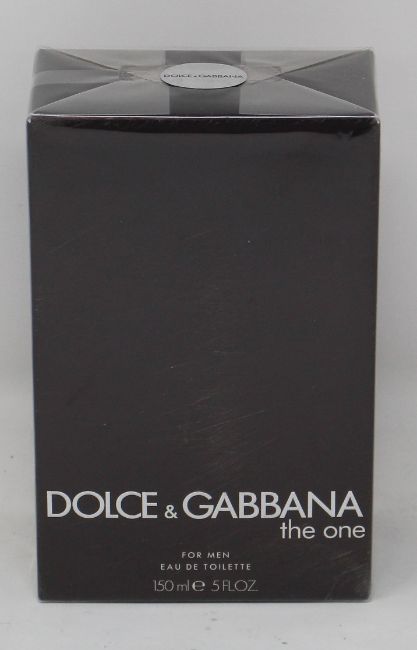 DOLCE & GABBANA
DOLCE & GABBANA
the one
FOR MEN
EAU DE TOILETTE
150 ml ℮ 5 FL.OZ.